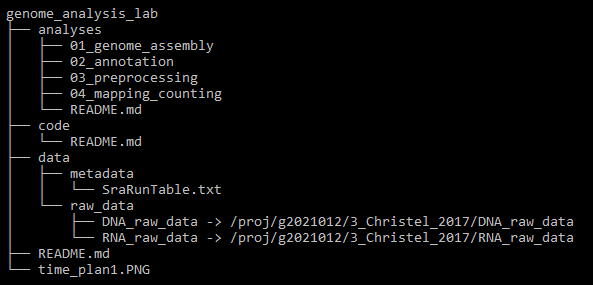 genome_analysis_lab
├── analyses
│   ├── 01_genome_assembly
│   ├── 02_annotation
│   ├── 03_preprocessing
│   ├── 04_mapping_counting
│   └── README.md
├── code
│   └── README.md
├── data
│   ├── metadata
│   │   └── SraRunTable.txt
│   └── raw_data
│       ├── DNA_raw_data -> /proj/g2021012/3_Christel_2017/DNA_raw_data
│       └── RNA_raw_data -> /proj/g2021012/3_Christel_2017/RNA_raw_data
├── README.md
└── time_plan1.PNG